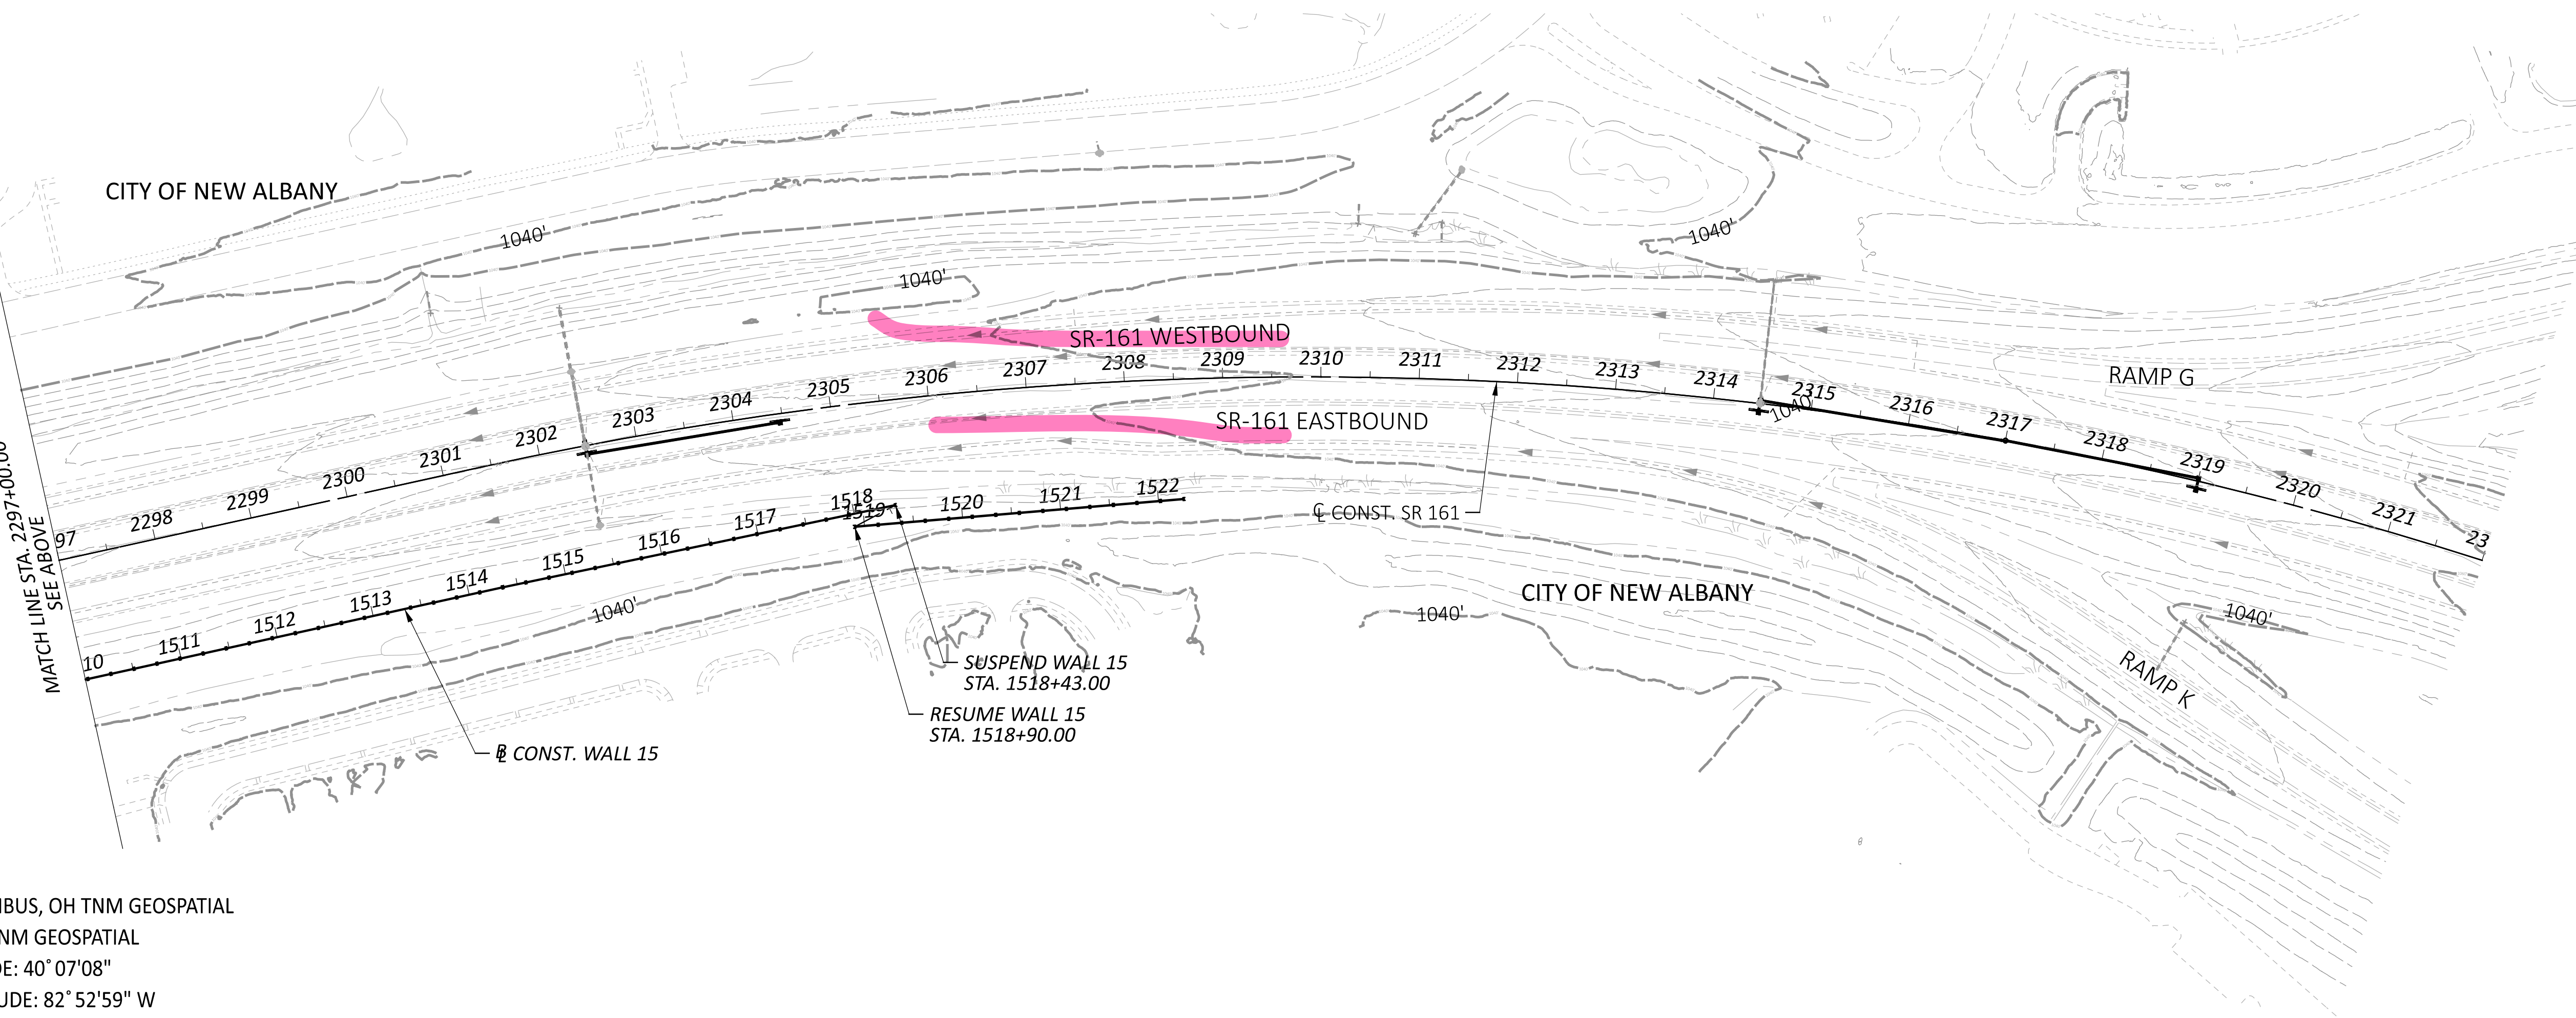 CITY OF NEW ALBANY
1040'
1040'
1040'
SR-161 WESTBOUND
RAMP G
2298
2299
2300
2301
2302
2303
2304
2305
2306
2307
2308
2309
2310
2311
2312
2313
2314
2315
2316
2317
2318
2319
2320
2321
23
97
1040'
SR-161 EASTBOUND
MATCH LINE STA. 2297+00.00
SEE ABOVE
10
1511
1512
1513
1514
1515
1516
1517
1518
1519
1520
1521
1522
℄ CONST. SR 161
CITY OF NEW ALBANY
1040'
1040'
1040'
RAMP K
SUSPEND WALL 15
STA. 1518+43.00
RESUME WALL 15
STA. 1518+90.00
BL CONST. WALL 15
IBUS, OH TNM GEOSPATIAL
NM GEOSPATIAL
DE: 40° 07'08"
UDE: 82° 52'59" W